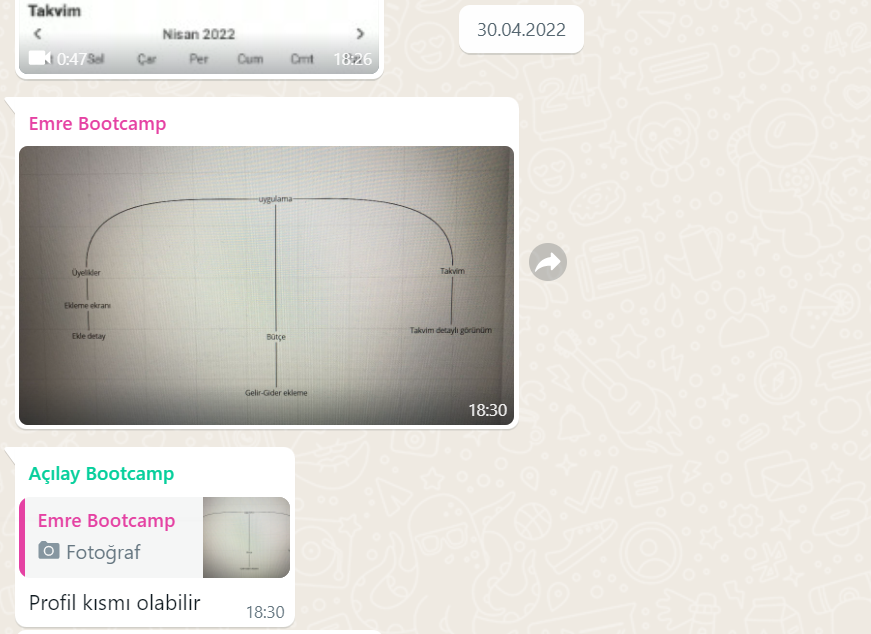 Takvim
Nisan 2022
Sal Çar Per Cum Cmt
0:47
18:26
30.04.2022
Emre Bootcamp
uygulama
Üyelikler
Takvim
Ekleme ekranı
Takvim detaylı görünüm
Ekle detay
Bütçe
Gelir-Gider ekleme
18:30
Açılay Bootcamp
Emre Bootcamp
Fotoğraf
Profil kısmı olabilir
18:30